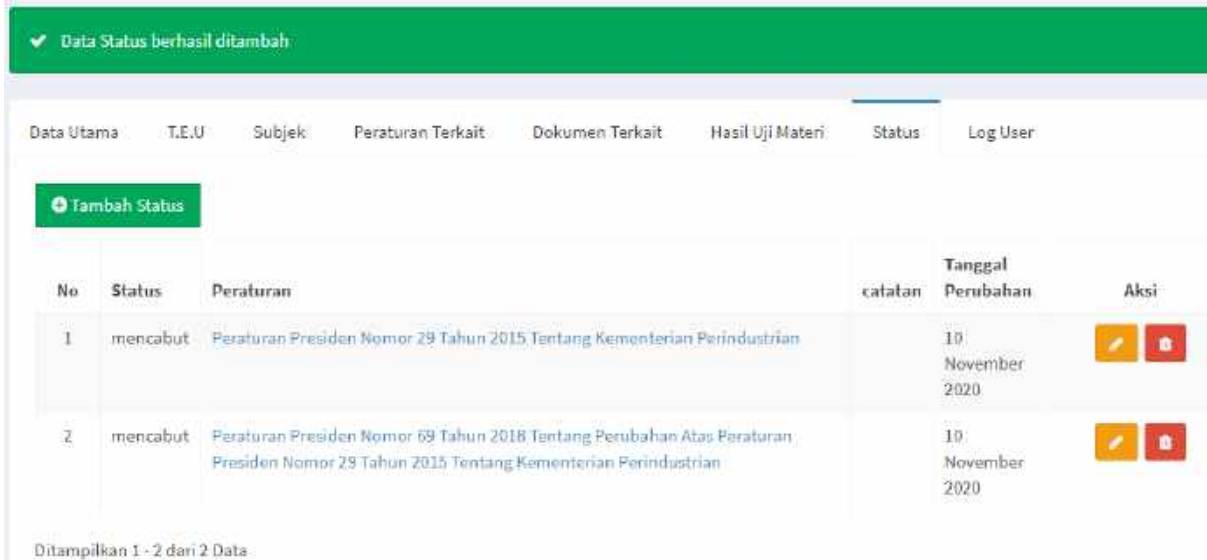 Data Status berhasil ditambah
Data Utama T.E.U Subjek Peraturan Terkait Dokumen Terkait Hasil Uji Materi Status Log User
Tambah Status
No Status Peraturan catatan Tanggal Perubahan Aksi
1 mencabut Peraturan Presiden Nomor 29 Tahun 2015 Tentang Kementerian Perindustrian 10
November
2020
2 mencabut Peraturan Presiden Nomor 69 Tahun 2018 Tentang Perubahan Atas Peraturan 10
Presiden Nomor 29 Tahun 2015 Tentang Kementerian Perindustrian November
2020
Ditampilkan 1 - 2 dari 2 Data